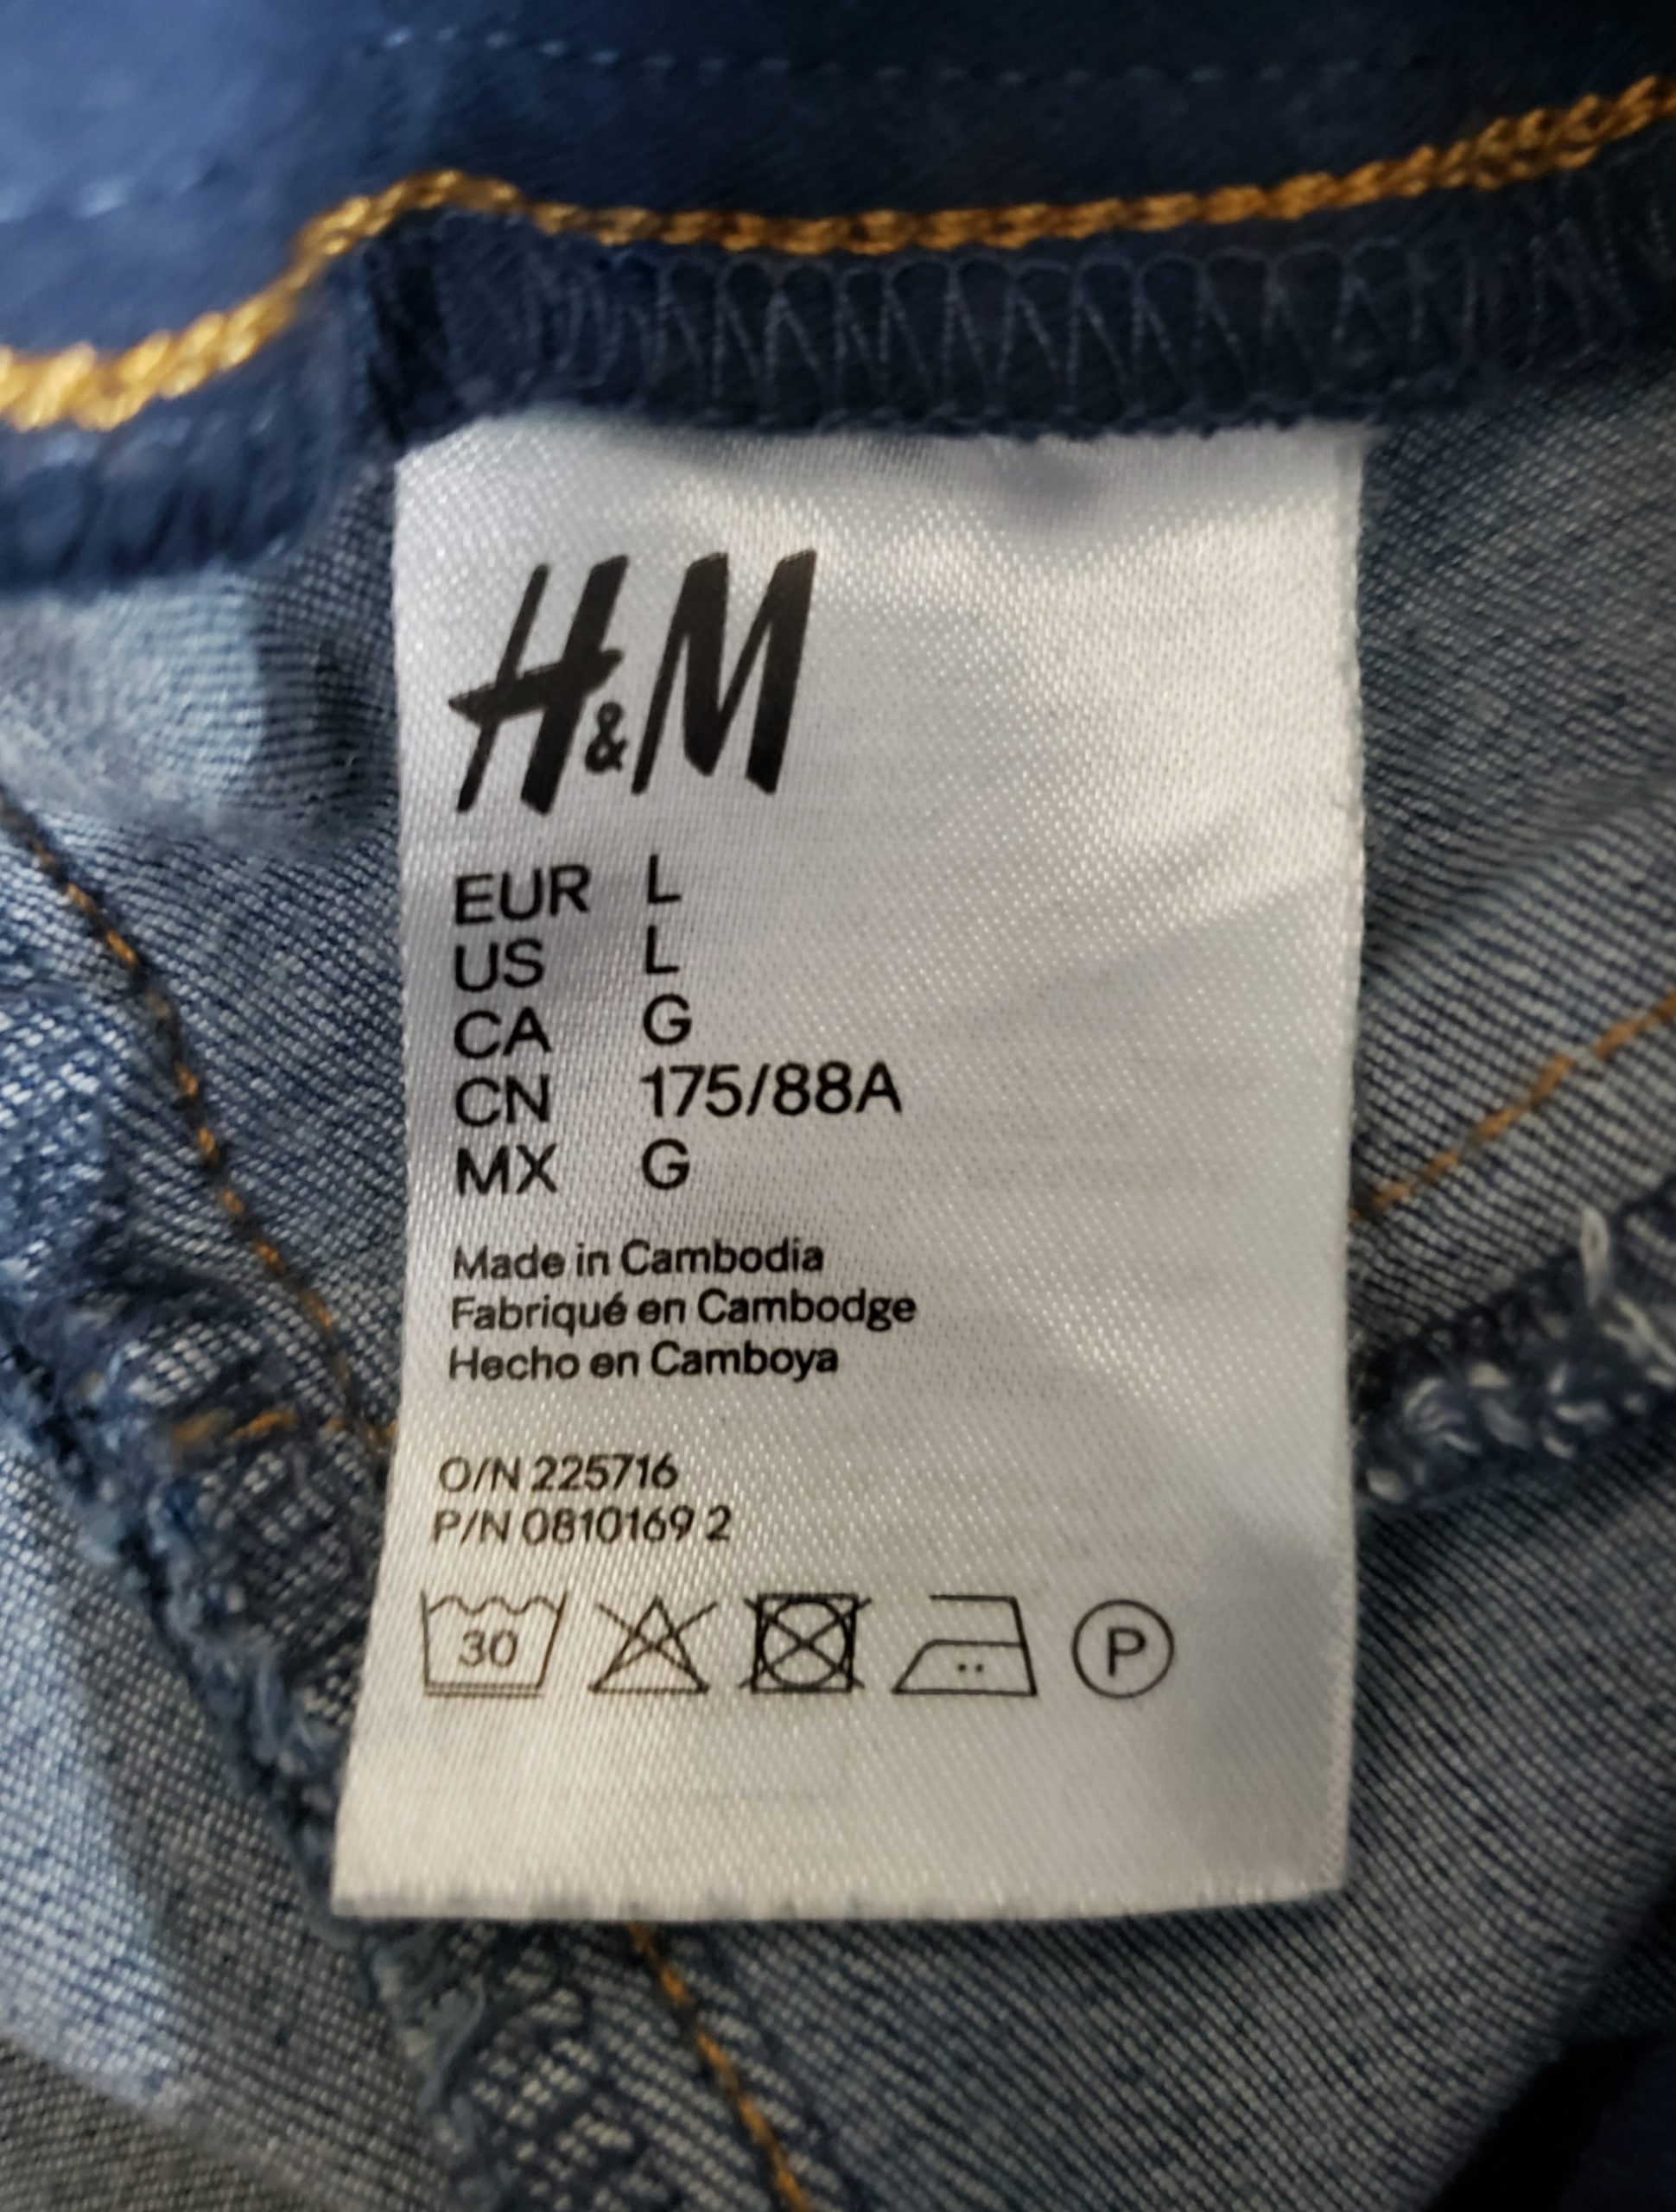 H&M
EUR L
US L
CA G
CN 175/88A
MX G
Made in Cambodia
Fabriqué en Cambodge
Hecho en Camboya
O/N 225716
P/N 0810169 2
30 P